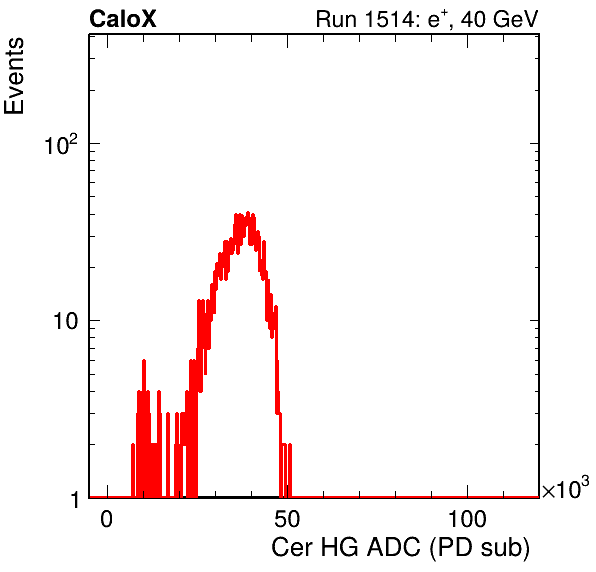 CaloX
Run 1514: e⁺, 40 GeV
Events
10²
10
1
×10³
0
50
100
Cer HG ADC (PD sub)